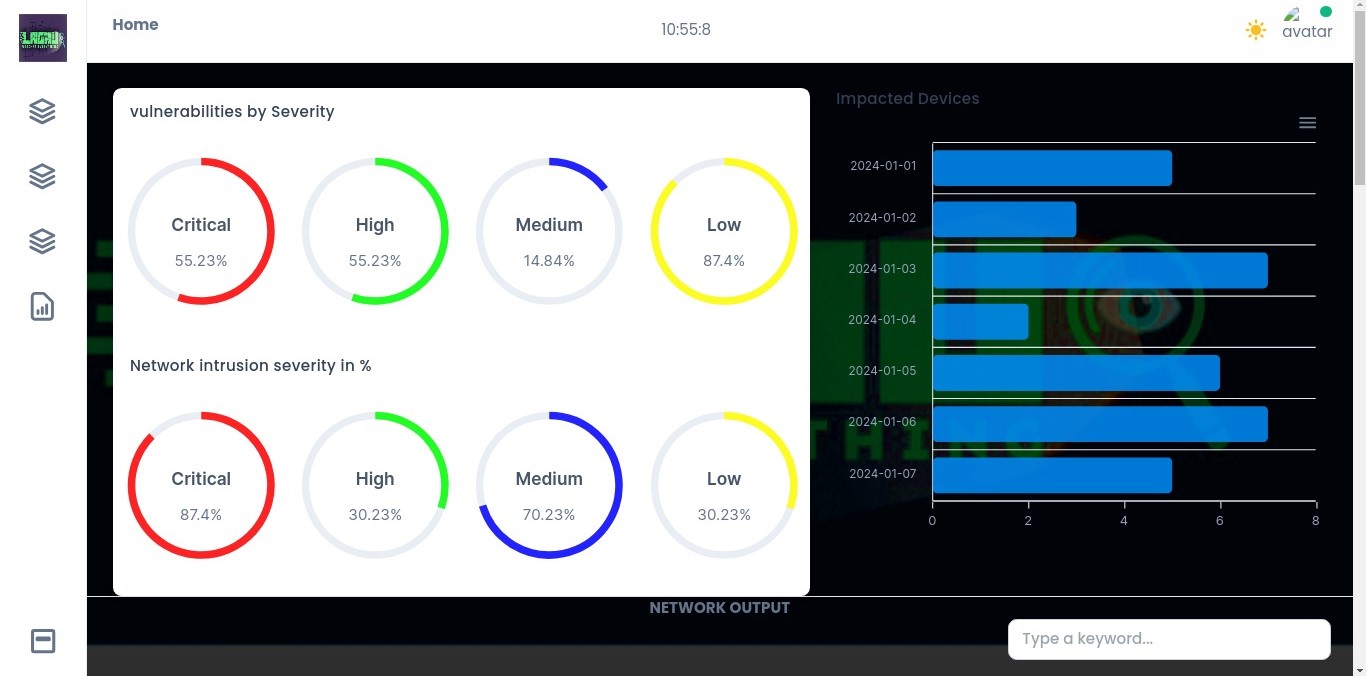 Home
10:55:8
avatar
vulnerabilities by Severity
Critical
55.23%
High
55.23%
Medium
14.84%
Low
87.4%
Network intrusion severity in %
Critical
87.4%
High
30.23%
Medium
70.23%
Low
30.23%
Impacted Devices
2024-01-01
2024-01-02
2024-01-03
2024-01-04
2024-01-05
2024-01-06
2024-01-07
0 2 4 6 8
THING
NETWORK OUTPUT
Type a keyword...